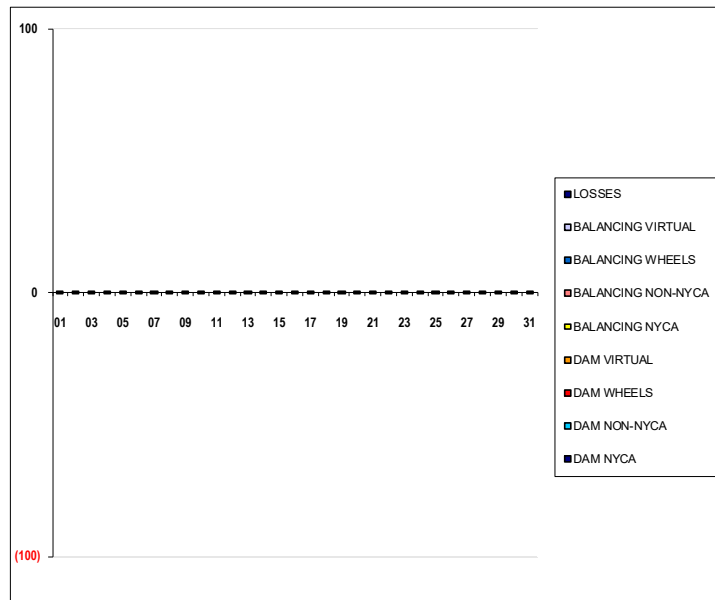 100
0
01 03 05 07 09 11 13 15 17 19 21 23 25 27 29 31
(100)
LOSSES
BALANCING VIRTUAL
BALANCING WHEELS
BALANCING NON-NYCA
BALANCING NYCA
DAM VIRTUAL
DAM WHEELS
DAM NON-NYCA
DAM NYCA